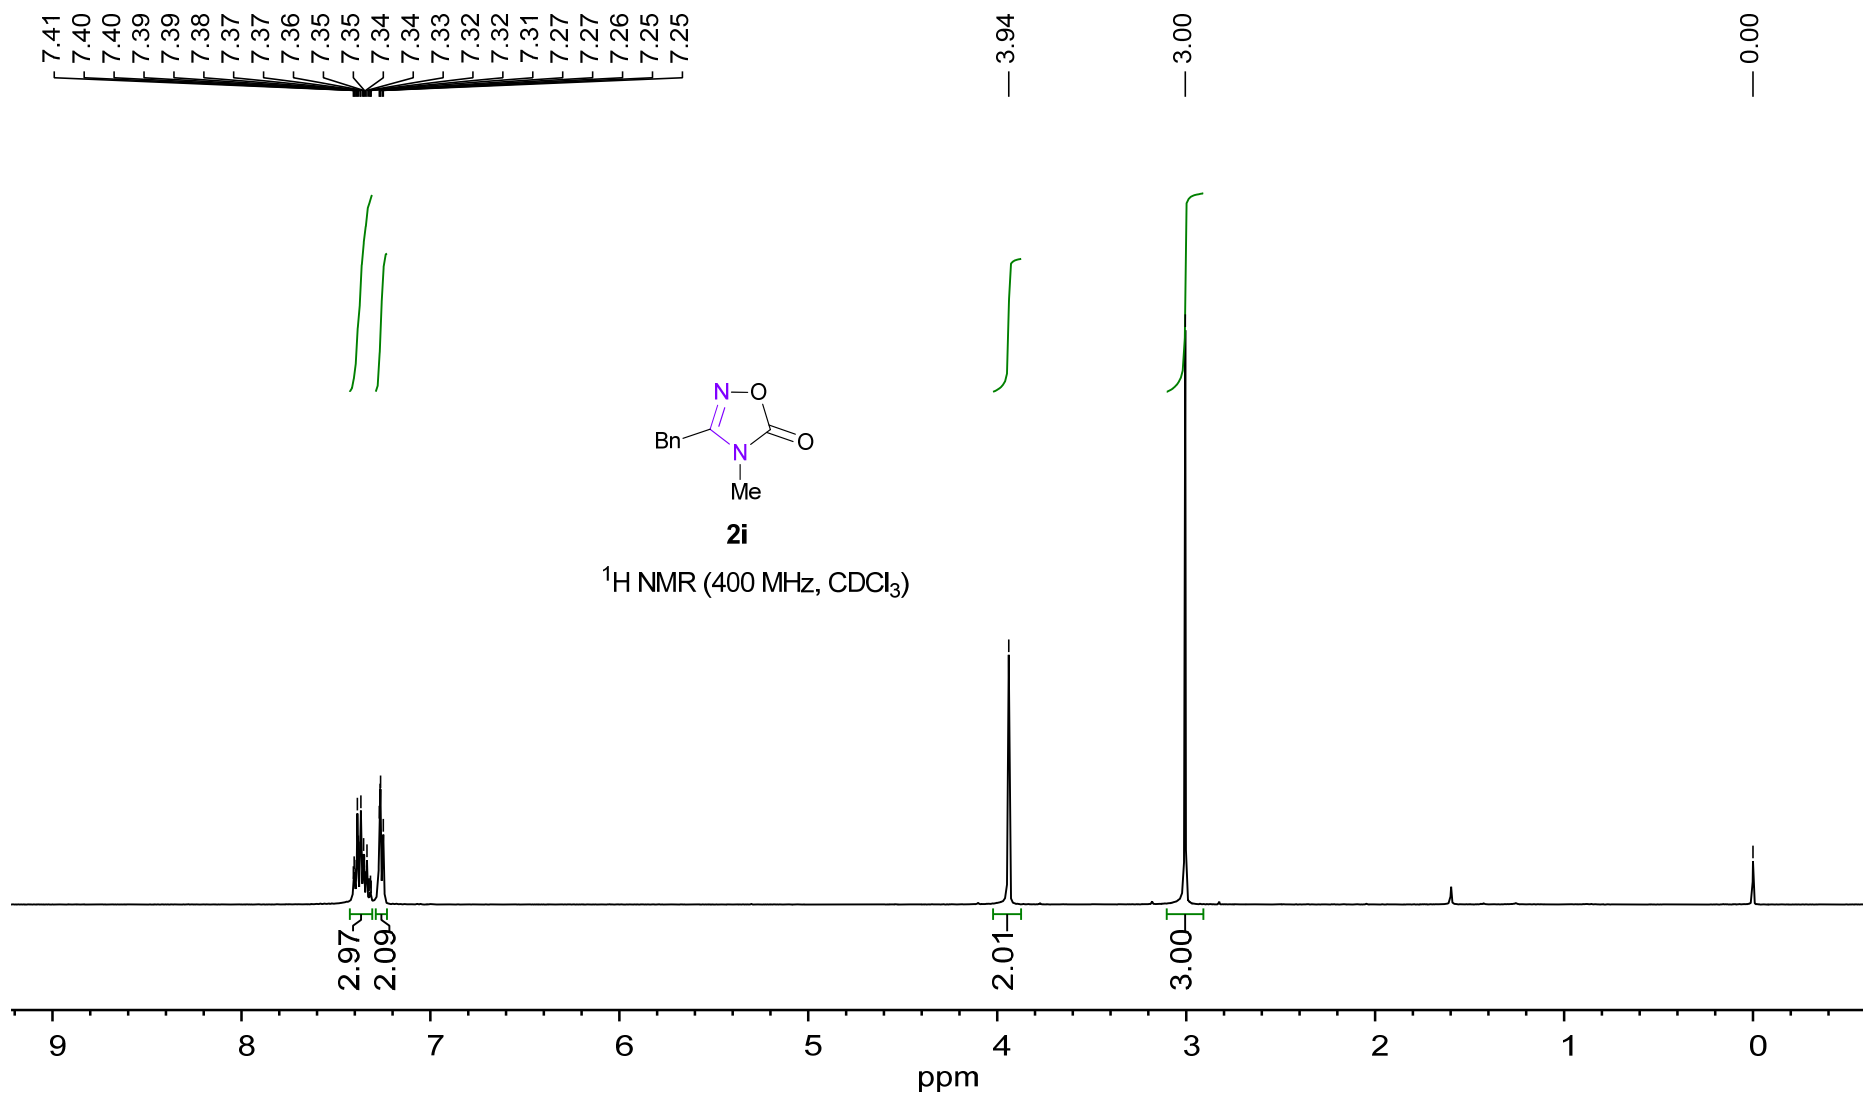 7.41 7.40 7.40 7.39 7.39 7.38 7.37 7.37 7.36 7.35 7.35 7.34 7.34 7.33 7.32 7.32 7.31 7.27 7.27 7.26 7.25 7.25 3.94 3.00 0.00
N O
Bn N O
Me
2i
¹H NMR (400 MHz, CDCl₃)
2.97 2.09 2.01 3.00
9 8 7 6 5 4 3 2 1 0
ppm